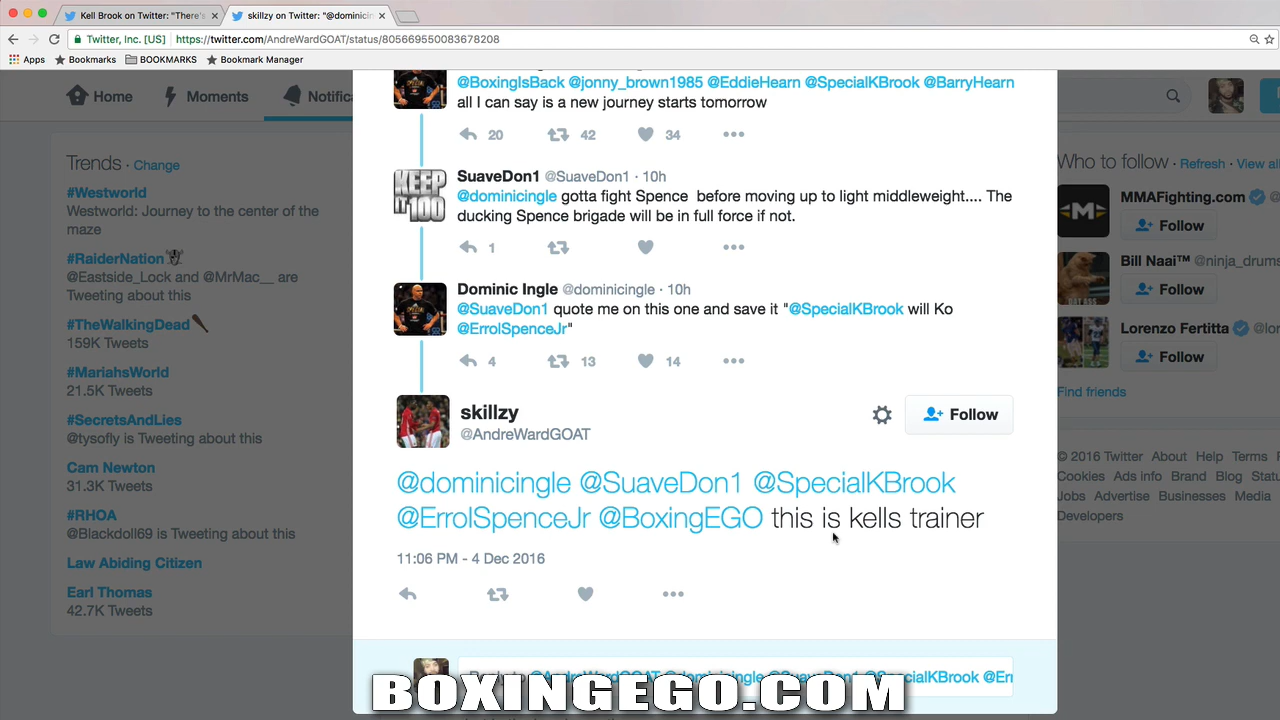 Kell Brook on Twitter: "There's
skillzy on Twitter: "@dominicin
Twitter, Inc. [US] https://twitter.com/AndreWardGOAT/status/805669550083678208
Apps Bookmarks BOOKMARKS Bookmark Manager
Home Moments Notifica
Trends · Change
#Westworld
Westworld: Journey to the center of the
maze
#RaiderNation
@Eastside_Lock and @MrMac__ are
Tweeting about this
#TheWalkingDead
159K Tweets
#MariahsWorld
21.5K Tweets
#SecretsAndLies
@tysofly is Tweeting about this
Cam Newton
31.3K Tweets
#RHOA
@Blackdoll69 is Tweeting about this
Law Abiding Citizen
Earl Thomas
42.7K Tweets
@BoxingIsBack @jonny_brown1985 @EddieHearn @SpecialKBrook @BarryHearn
all I can say is a new journey starts tomorrow
20 42 34
KEEP
IT 100
SuaveDon1 @SuaveDon1 · 10h
@dominicingle gotta fight Spence before moving up to light middleweight.... The
ducking Spence brigade will be in full force if not.
1
Dominic Ingle @dominicingle · 10h
@SuaveDon1 quote me on this one and save it "@SpecialKBrook will Ko
@ErrolSpenceJr"
4 13 14
skillzy
@AndreWardGOAT
Follow
@dominicingle @SuaveDon1 @SpecialKBrook
@ErrolSpenceJr @BoxingEGO this is kells trainer
11:06 PM - 4 Dec 2016
BOXINGEGO.COM
Who to follow · Refresh · View al
MMAFighting.com @
Follow
Bill Naai™ @ninja_drums
Follow
Lorenzo Fertitta @lo
Follow
Find friends
© 2016 Twitter About Help Terms
Cookies Ads info Brand Blog Statu
Jobs Advertise Businesses Media
Developers